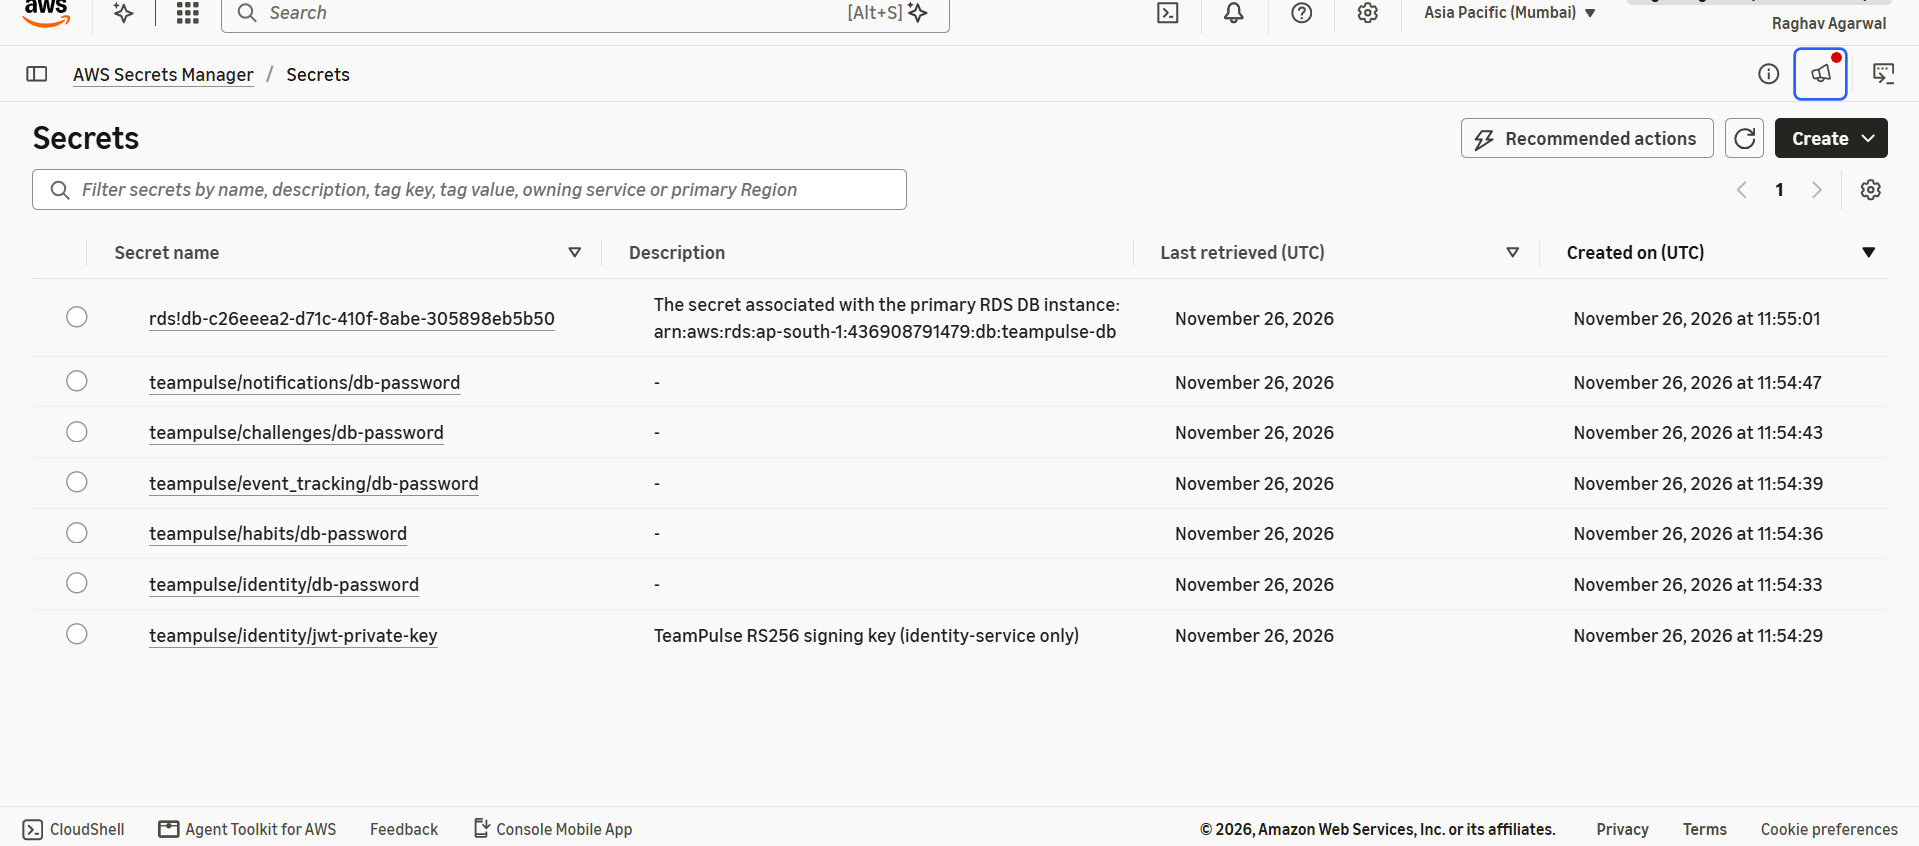 aws
Search
[Alt+S]
Asia Pacific (Mumbai)
Raghav Agarwal
AWS Secrets Manager / Secrets
Secrets
Recommended actions
Create
Filter secrets by name, description, tag key, tag value, owning service or primary Region
1
Secret name Description Last retrieved (UTC) Created on (UTC)
rds!db-c26eeea2-d71c-410f-8abe-305898eb5b50 The secret associated with the primary RDS DB instance: November 26, 2026 November 26, 2026 at 11:55:01
arn:aws:rds:ap-south-1:436908791479:db:teampulse-db
teampulse/notifications/db-password - November 26, 2026 November 26, 2026 at 11:54:47
teampulse/challenges/db-password - November 26, 2026 November 26, 2026 at 11:54:43
teampulse/event_tracking/db-password - November 26, 2026 November 26, 2026 at 11:54:39
teampulse/habits/db-password - November 26, 2026 November 26, 2026 at 11:54:36
teampulse/identity/db-password - November 26, 2026 November 26, 2026 at 11:54:33
teampulse/identity/jwt-private-key TeamPulse RS256 signing key (identity-service only) November 26, 2026 November 26, 2026 at 11:54:29
CloudShell Agent Toolkit for AWS Feedback Console Mobile App © 2026, Amazon Web Services, Inc. or its affiliates. Privacy Terms Cookie preferences